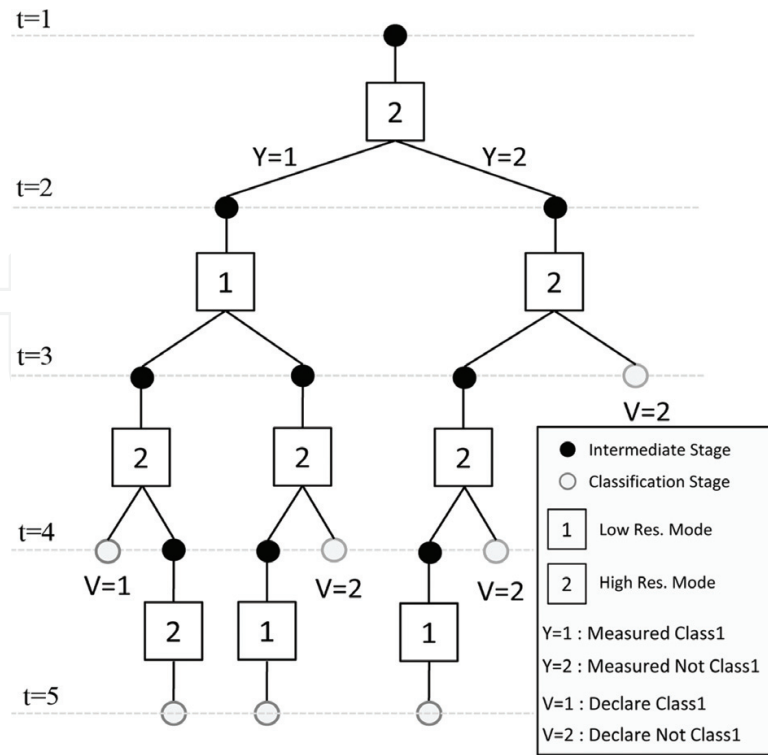 t=1
2
Y=1
Y=2
t=2
1
2
t=3
V=2
2
2
2
t=4
V=1
V=2
V=2
2
1
1
t=5
Intermediate Stage
Classification Stage
1 Low Res. Mode
2 High Res. Mode
Y=1 : Measured Class1
Y=2 : Measured Not Class1
V=1 : Declare Class1
V=2 : Declare Not Class1